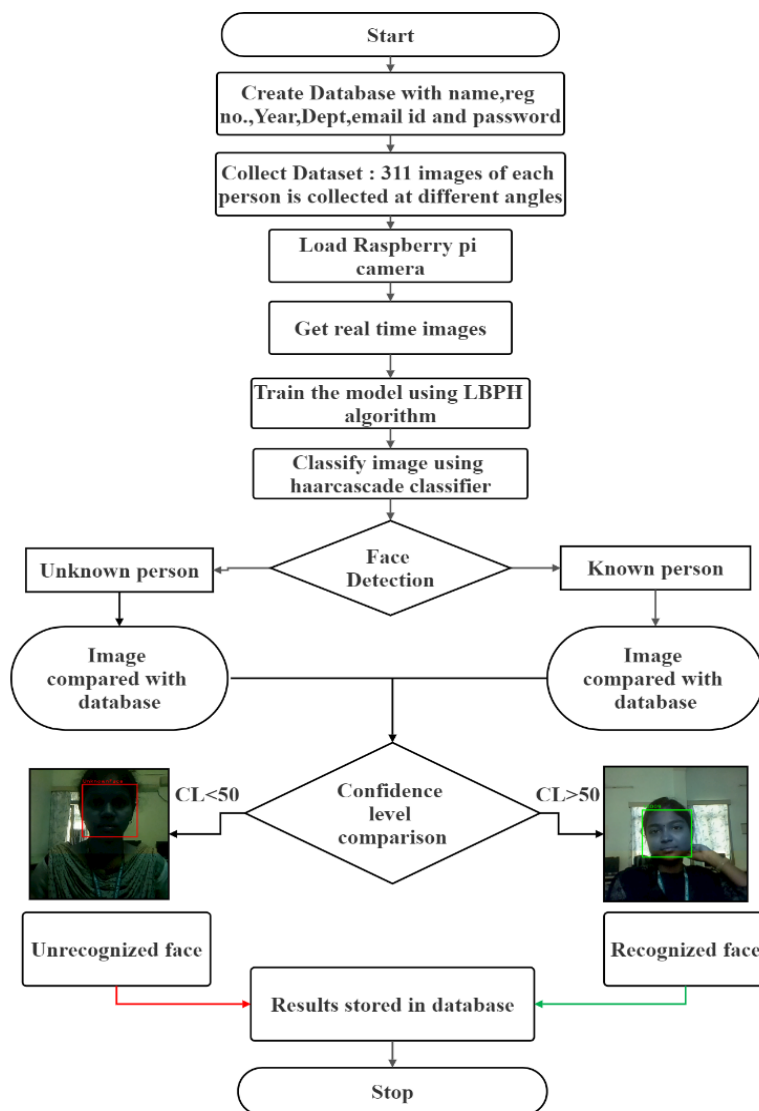 Start
Create Database with name,reg
no.,Year,Dept,email id and password
Collect Dataset : 311 images of each
person is collected at different angles
Load Raspberry pi
camera
Get real time images
Train the model using LBPH
algorithm
Classify image using
haarcascade classifier
Face
Detection
Unknown person
Known person
Image
compared with
database
Image
compared with
database
Confidence
level
comparison
CL<50
CL>50
Unrecognized face
Recognized face
Results stored in database
Stop